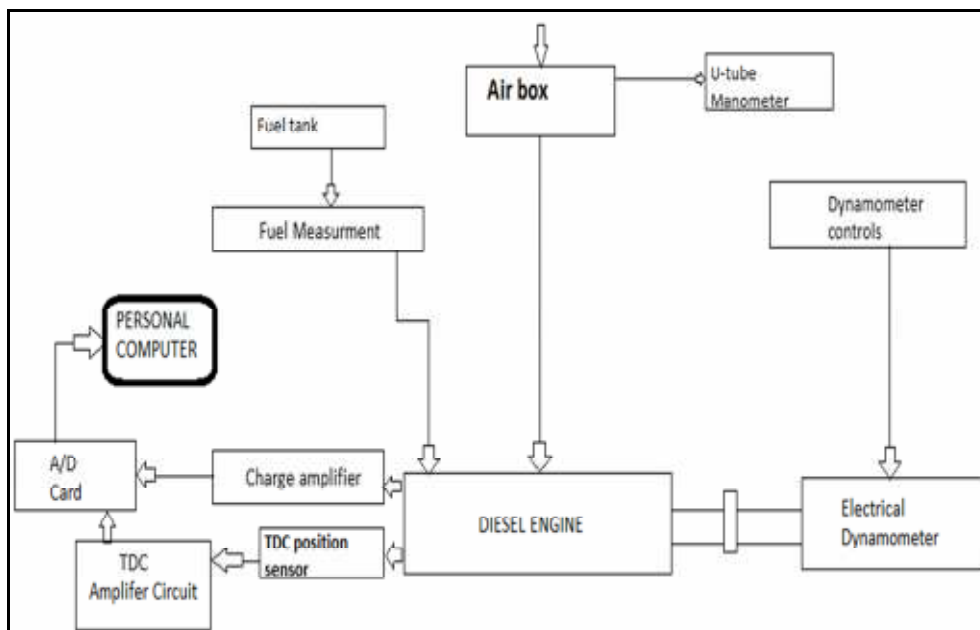 Air box
U-tube
Manometer
Fuel tank
Fuel Measurment
Dynamometer
controls
PERSONAL
COMPUTER
A/D
Card
Charge amplifier
DIESEL ENGINE
Electrical
Dynamometer
TDC position
sensor
TDC
Amplifer Circuit